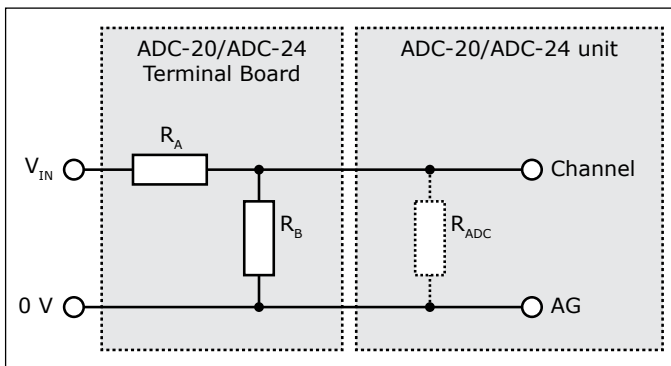 ADC-20/ADC-24
Terminal Board
ADC-20/ADC-24 unit
R_A
V_IN
Channel
R_B
R_ADC
0 V
AG